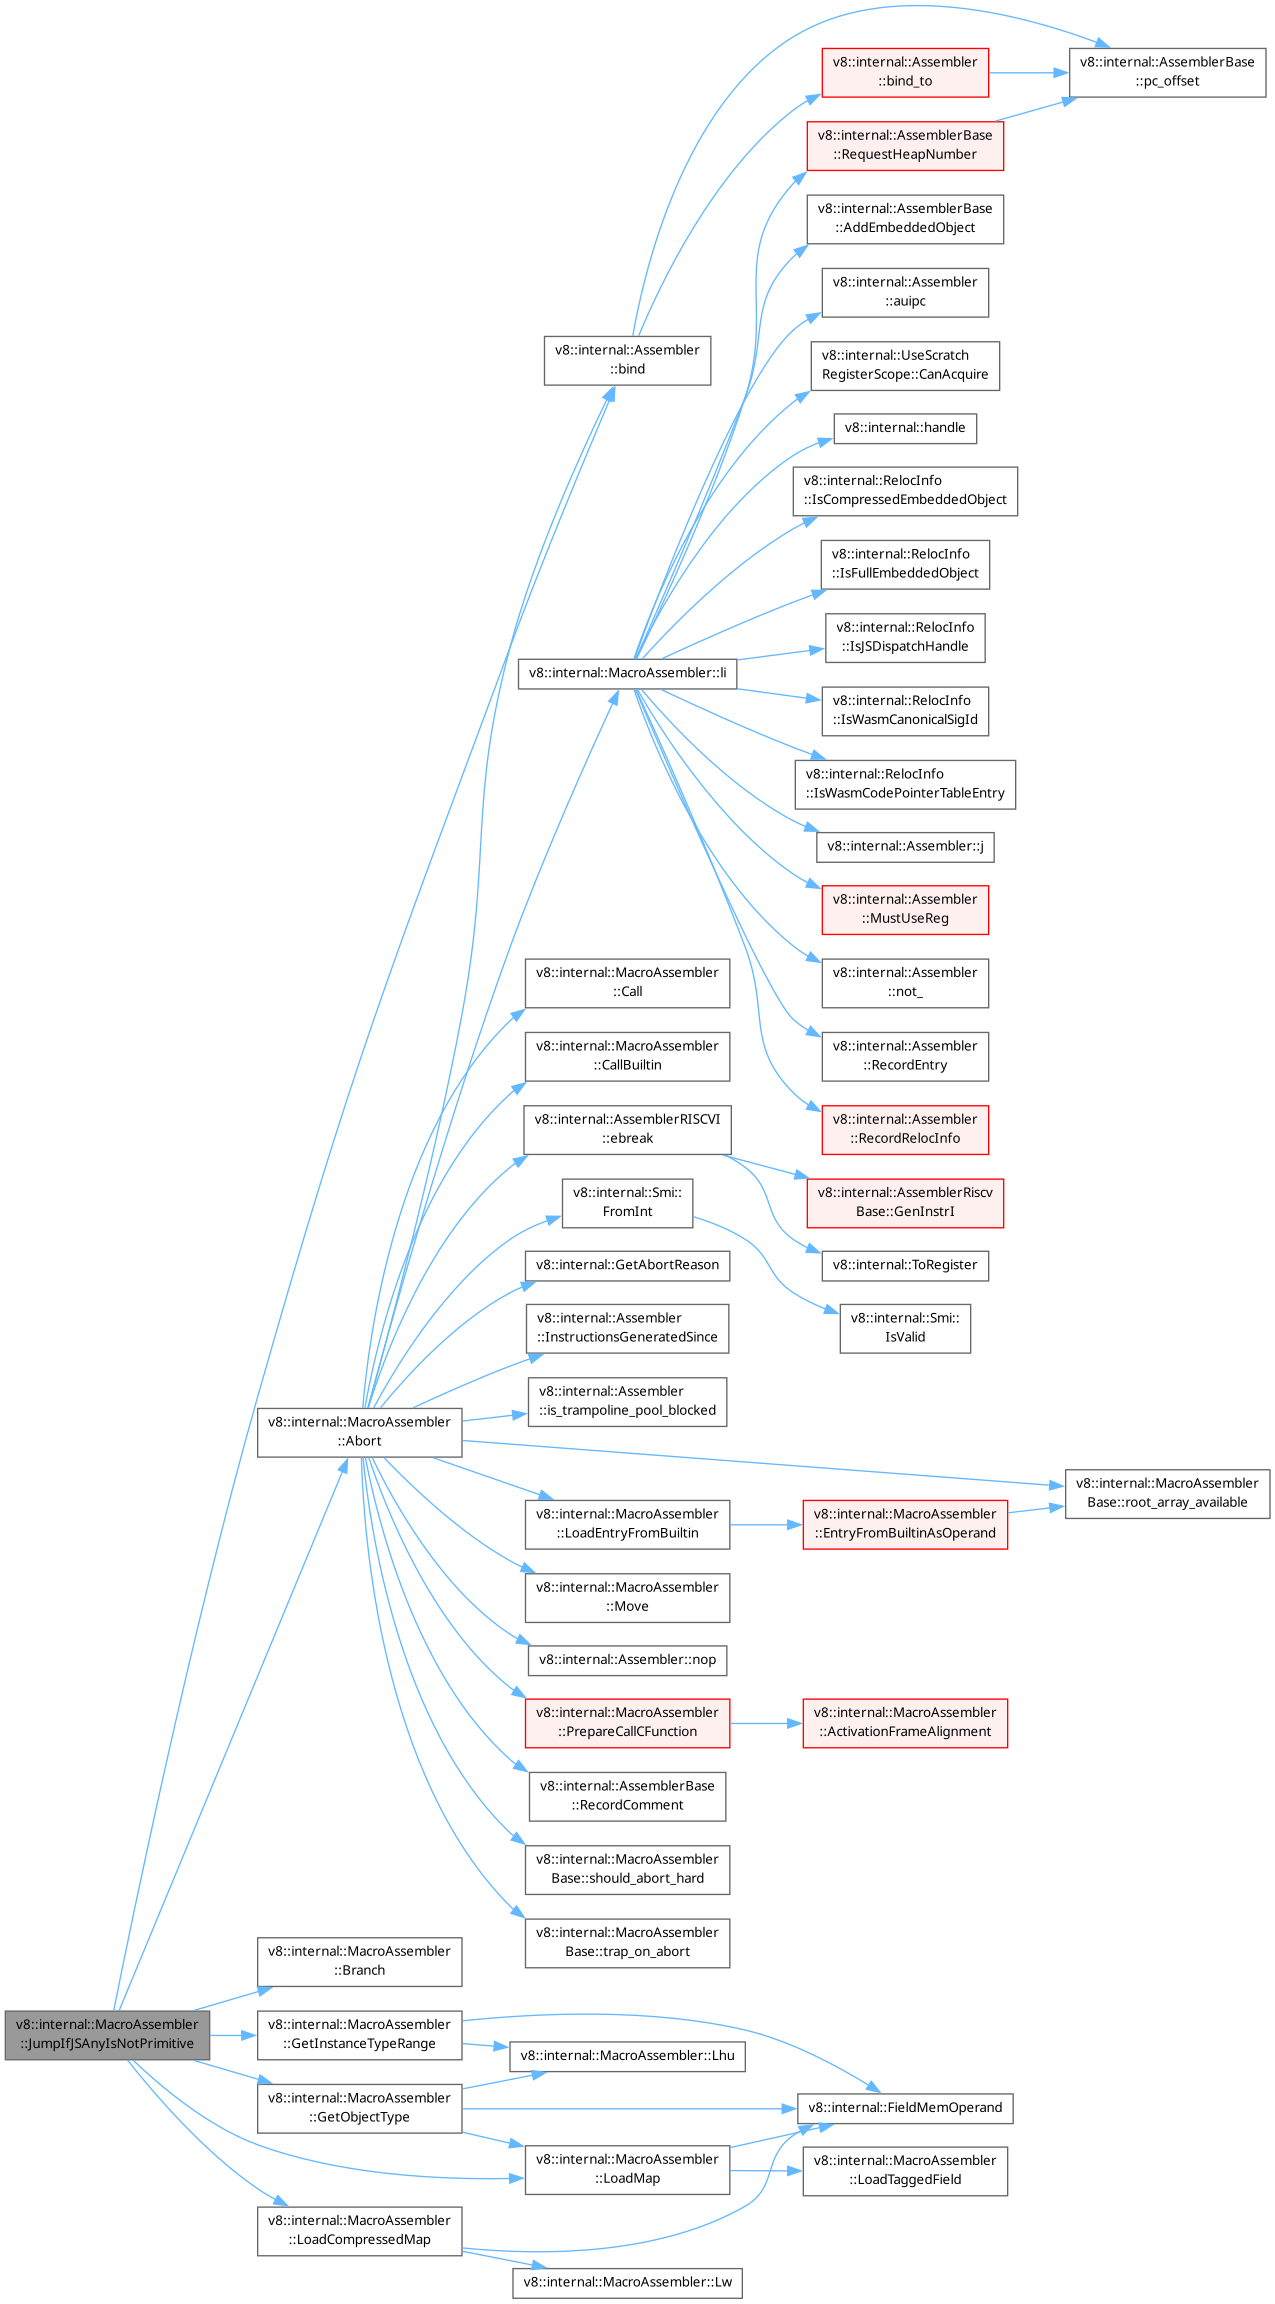 v8::internal::Assembler
::bind_to
v8::internal::AssemblerBase
::pc_offset
v8::internal::AssemblerBase
::RequestHeapNumber
v8::internal::AssemblerBase
::AddEmbeddedObject
v8::internal::Assembler
::auipc
v8::internal::Assembler
::bind
v8::internal::UseScratch
RegisterScope::CanAcquire
v8::internal::handle
v8::internal::RelocInfo
::IsCompressedEmbeddedObject
v8::internal::RelocInfo
::IsFullEmbeddedObject
v8::internal::RelocInfo
::IsJSDispatchHandle
v8::internal::MacroAssembler::li
v8::internal::RelocInfo
::IsWasmCanonicalSigId
v8::internal::RelocInfo
::IsWasmCodePointerTableEntry
v8::internal::Assembler::j
v8::internal::Assembler
::MustUseReg
v8::internal::MacroAssembler
::Call
v8::internal::Assembler
::not_
v8::internal::MacroAssembler
::CallBuiltin
v8::internal::Assembler
::RecordEntry
v8::internal::AssemblerRISCVI
::ebreak
v8::internal::Assembler
::RecordRelocInfo
v8::internal::Smi::
FromInt
v8::internal::AssemblerRiscv
Base::GenInstrI
v8::internal::GetAbortReason
v8::internal::ToRegister
v8::internal::Assembler
::InstructionsGeneratedSince
v8::internal::Smi::
IsValid
v8::internal::Assembler
::is_trampoline_pool_blocked
v8::internal::MacroAssembler
::Abort
v8::internal::MacroAssembler
Base::root_array_available
v8::internal::MacroAssembler
::LoadEntryFromBuiltin
v8::internal::MacroAssembler
::EntryFromBuiltinAsOperand
v8::internal::MacroAssembler
::Move
v8::internal::Assembler::nop
v8::internal::MacroAssembler
::PrepareCallCFunction
v8::internal::MacroAssembler
::ActivationFrameAlignment
v8::internal::AssemblerBase
::RecordComment
v8::internal::MacroAssembler
Base::should_abort_hard
v8::internal::MacroAssembler
Base::trap_on_abort
v8::internal::MacroAssembler
::Branch
v8::internal::MacroAssembler
::JumpIfJSAnyIsNotPrimitive
v8::internal::MacroAssembler
::GetInstanceTypeRange
v8::internal::MacroAssembler::Lhu
v8::internal::MacroAssembler
::GetObjectType
v8::internal::FieldMemOperand
v8::internal::MacroAssembler
::LoadMap
v8::internal::MacroAssembler
::LoadTaggedField
v8::internal::MacroAssembler
::LoadCompressedMap
v8::internal::MacroAssembler::Lw